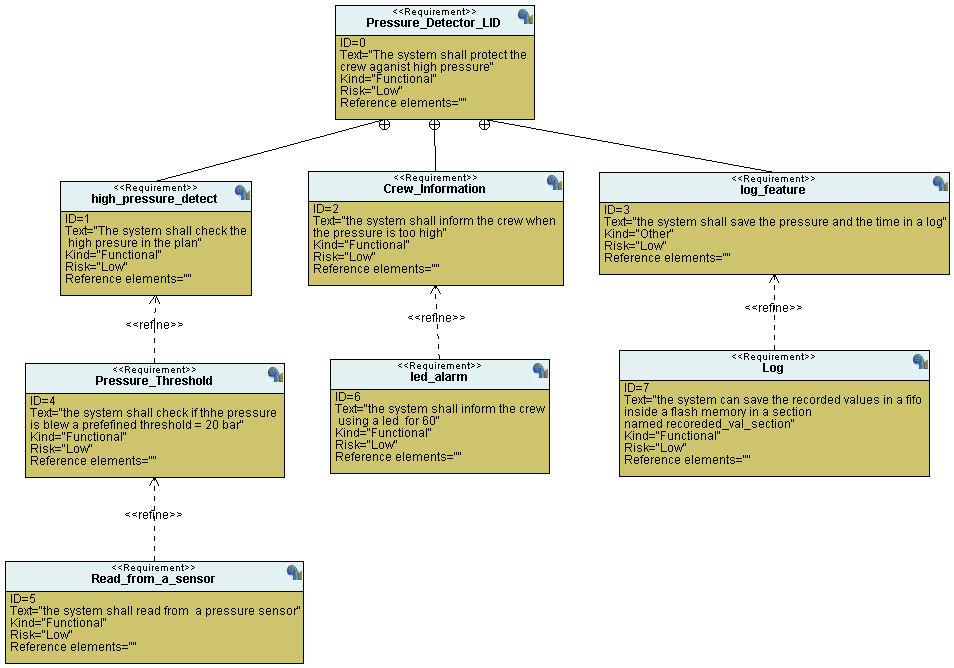 <<Requirement>>
Pressure_Detector_LID
ID=0
Text="The system shall protect the
crew aganist high pressure"
Kind="Functional"
Risk="Low"
Reference elements=""
<<Requirement>>
high_pressure_detect
ID=1
Text="The system shall check the
high presure in the plan"
Kind="Functional"
Risk="Low"
Reference elements=""
<<Requirement>>
Crew_Information
ID=2
Text="the system shall inform the crew when
the pressure is too high"
Kind="Functional"
Risk="Low"
Reference elements=""
<<Requirement>>
log_feature
ID=3
Text="the system shall save the pressure and the time in a log"
Kind="Other"
Risk="Low"
Reference elements=""
<<refine>>
<<refine>>
<<refine>>
<<Requirement>>
Pressure_Threshold
ID=4
Text="the system shall check if thhe pressure
is blew a prefefined threshold = 20 bar"
Kind="Functional"
Risk="Low"
Reference elements=""
<<Requirement>>
led_alarm
ID=6
Text="the system shall inform the crew
using a led  for 60"
Kind="Functional"
Risk="Low"
Reference elements=""
<<Requirement>>
Log
ID=7
Text="the system can save the recorded values in a fifo
inside a flash memory in a section
named recoreded_val_section"
Kind="Functional"
Risk="Low"
Reference elements=""
<<refine>>
<<Requirement>>
Read_from_a_sensor
ID=5
Text="the system shall read from  a pressure sensor"
Kind="Functional"
Risk="Low"
Reference elements=""